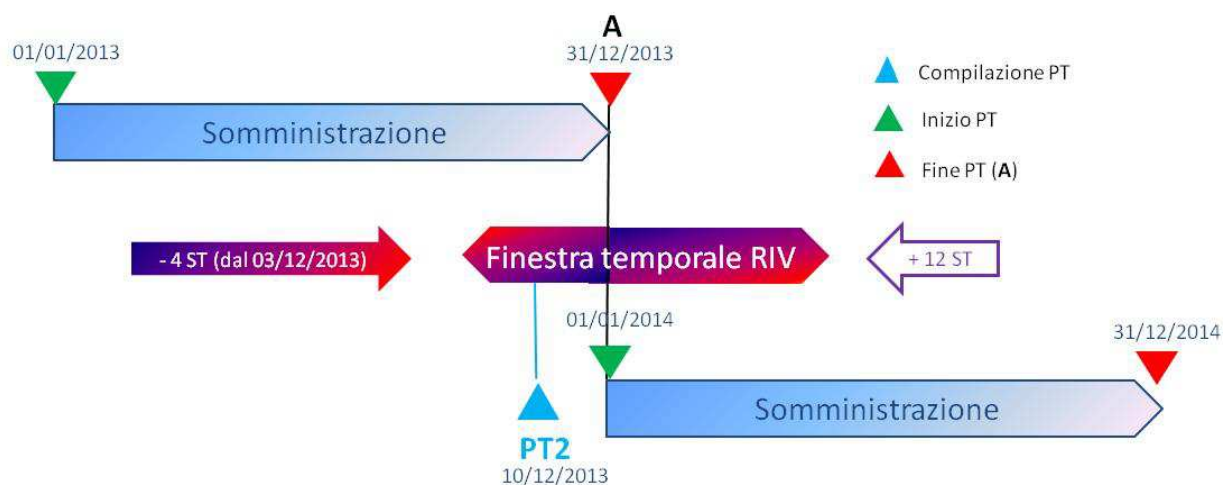 A
01/01/2013
31/12/2013
Compilazione PT
Somministrazione
Inizio PT
Fine PT (A)
- 4 ST (dal 03/12/2013)
Finestra temporale RIV
+ 12 ST
01/01/2014
31/12/2014
Somministrazione
PT2
10/12/2013